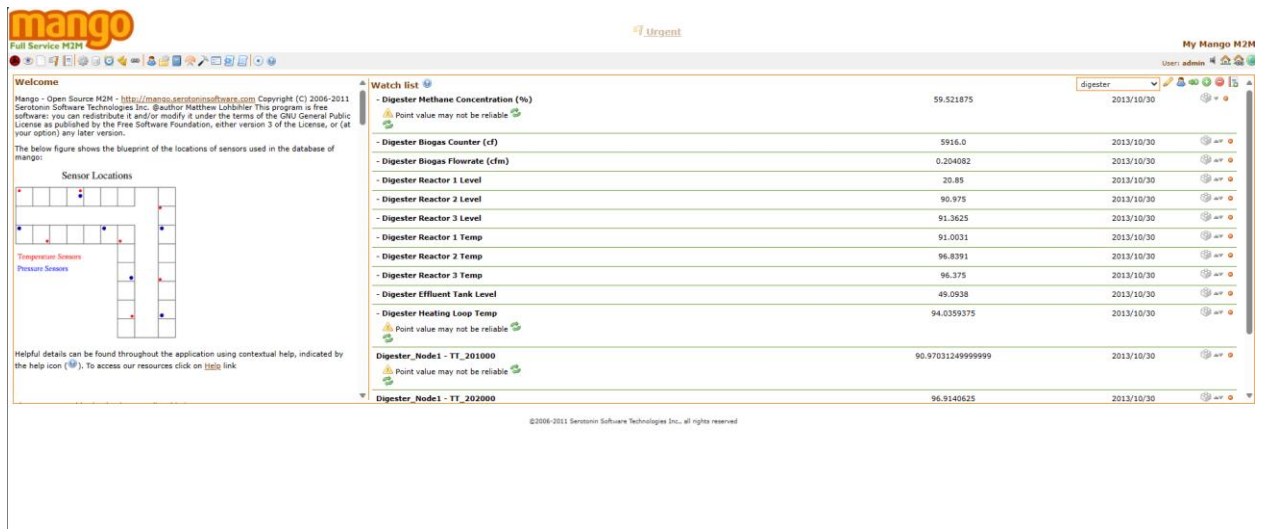 mango
Full Service M2M
Urgent
My Mango M2M
User: admin
Welcome
Mango - Open Source M2M - http://mango.serotoninsoftware.com Copyright (C) 2006-2011
Serotonin Software Technologies Inc. @author Matthew Lohbihler This program is free
software: you can redistribute it and/or modify it under the terms of the GNU General Public
License as published by the Free Software Foundation, either version 3 of the License, or (at
your option) any later version.
The below figure shows the blueprint of the locations of sensors used in the database of
mango:
Sensor Locations
Temperature Sensors
Pressure Sensors
Helpful details can be found throughout the application using contextual help, indicated by
the help icon ( ). To access our resources click on Help link
Watch list
digester
- Digester Methane Concentration (%) 59.521875 2013/10/30
Point value may not be reliable
- Digester Biogas Counter (cf) 5916.0 2013/10/30
- Digester Biogas Flowrate (cfm) 0.204082 2013/10/30
- Digester Reactor 1 Level 20.85 2013/10/30
- Digester Reactor 2 Level 90.975 2013/10/30
- Digester Reactor 3 Level 91.3625 2013/10/30
- Digester Reactor 1 Temp 91.0031 2013/10/30
- Digester Reactor 2 Temp 96.8391 2013/10/30
- Digester Reactor 3 Temp 96.375 2013/10/30
- Digester Effluent Tank Level 49.0938 2013/10/30
- Digester Heating Loop Temp 94.0359375 2013/10/30
Point value may not be reliable
Digester_Node1 - TT_201000 90.97031249999999 2013/10/30
Point value may not be reliable
Digester_Node1 - TT_202000 96.9140625 2013/10/30
©2006-2011 Serotonin Software Technologies Inc., all rights reserved